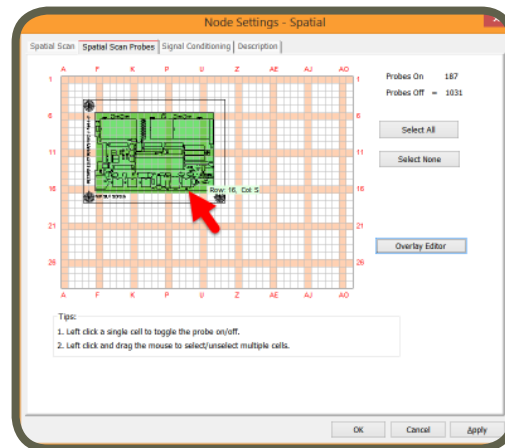 Node Settings - Spatial
Spatial Scan Spatial Scan Probes Signal Conditioning Description
A F K P U Z AE AJ AO
1 1
6 6
11 11
16 16
21 21
26 26
A F K P U Z AE AJ AO
Row: 16, Col: S
Probes On 187
Probes Off = 1031
Select All
Select None
Overlay Editor
Tips:
1. Left click a single cell to toggle the probe on/off.
2. Left click and drag the mouse to select/unselect multiple cells.
OK Cancel Apply